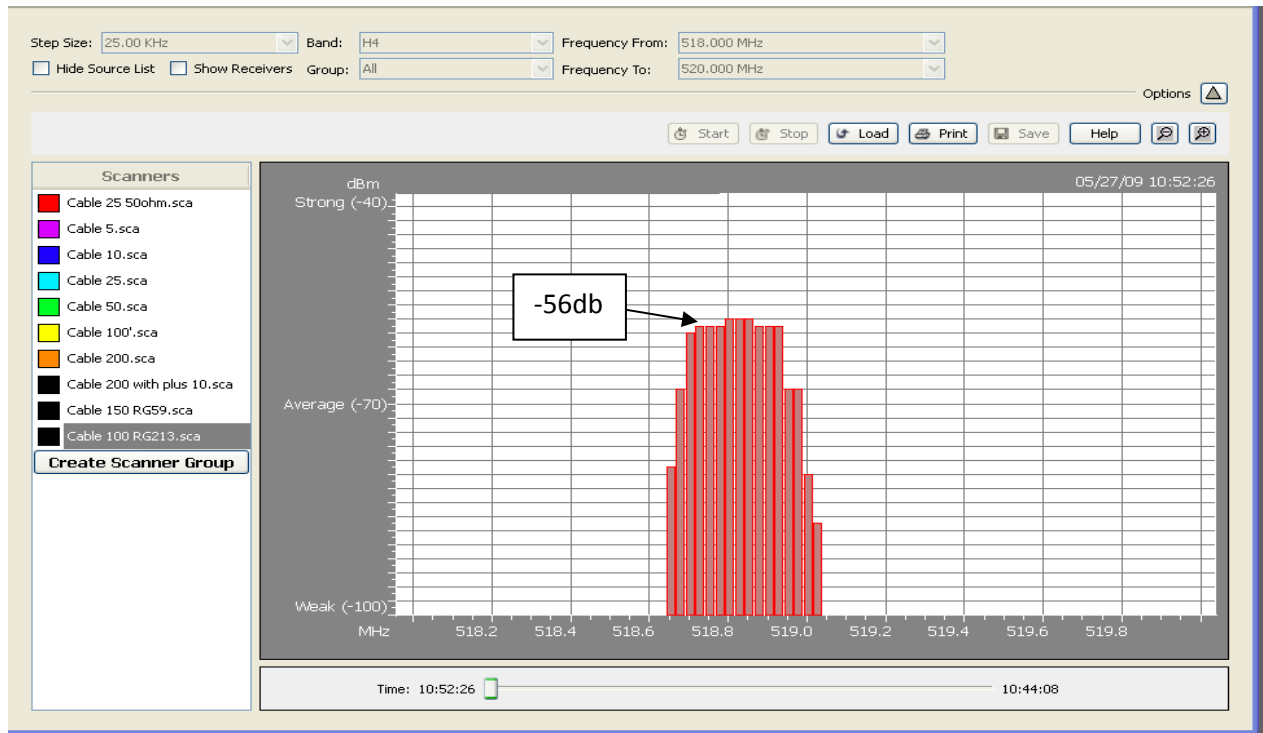 Step Size: 25.00 KHz Band: H4 Frequency From: 518.000 MHz
Hide Source List Show Receivers Group: All Frequency To: 520.000 MHz
Options
Start Stop Load Print Save Help
Scanners
Cable 25 50ohm.sca
Cable 5.sca
Cable 10.sca
Cable 25.sca
Cable 50.sca
Cable 100'.sca
Cable 200.sca
Cable 200 with plus 10.sca
Cable 150 RG59.sca
Cable 100 RG213.sca
Create Scanner Group
dBm 05/27/09 10:52:26
Strong (-40)
-56db
Average (-70)
Weak (-100)
MHz 518.2 518.4 518.6 518.8 519.0 519.2 519.4 519.6 519.8
Time: 10:52:26 10:44:08